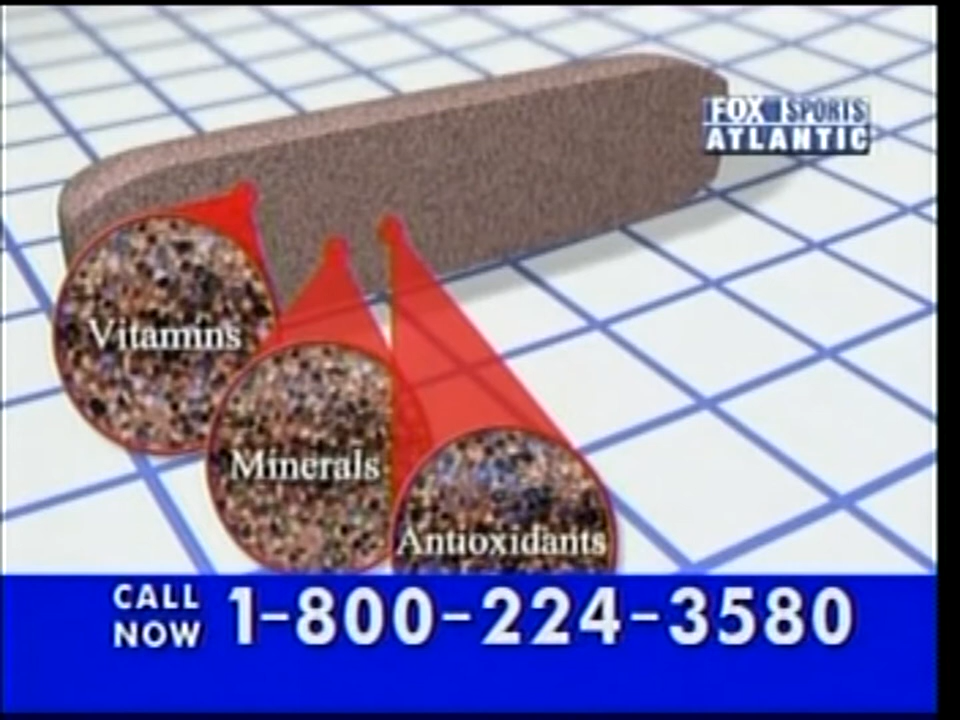 FOX SPORTS
ATLANTIC
Vitamins
Minerals
Antioxidants
CALL
NOW 1-800-224-3580